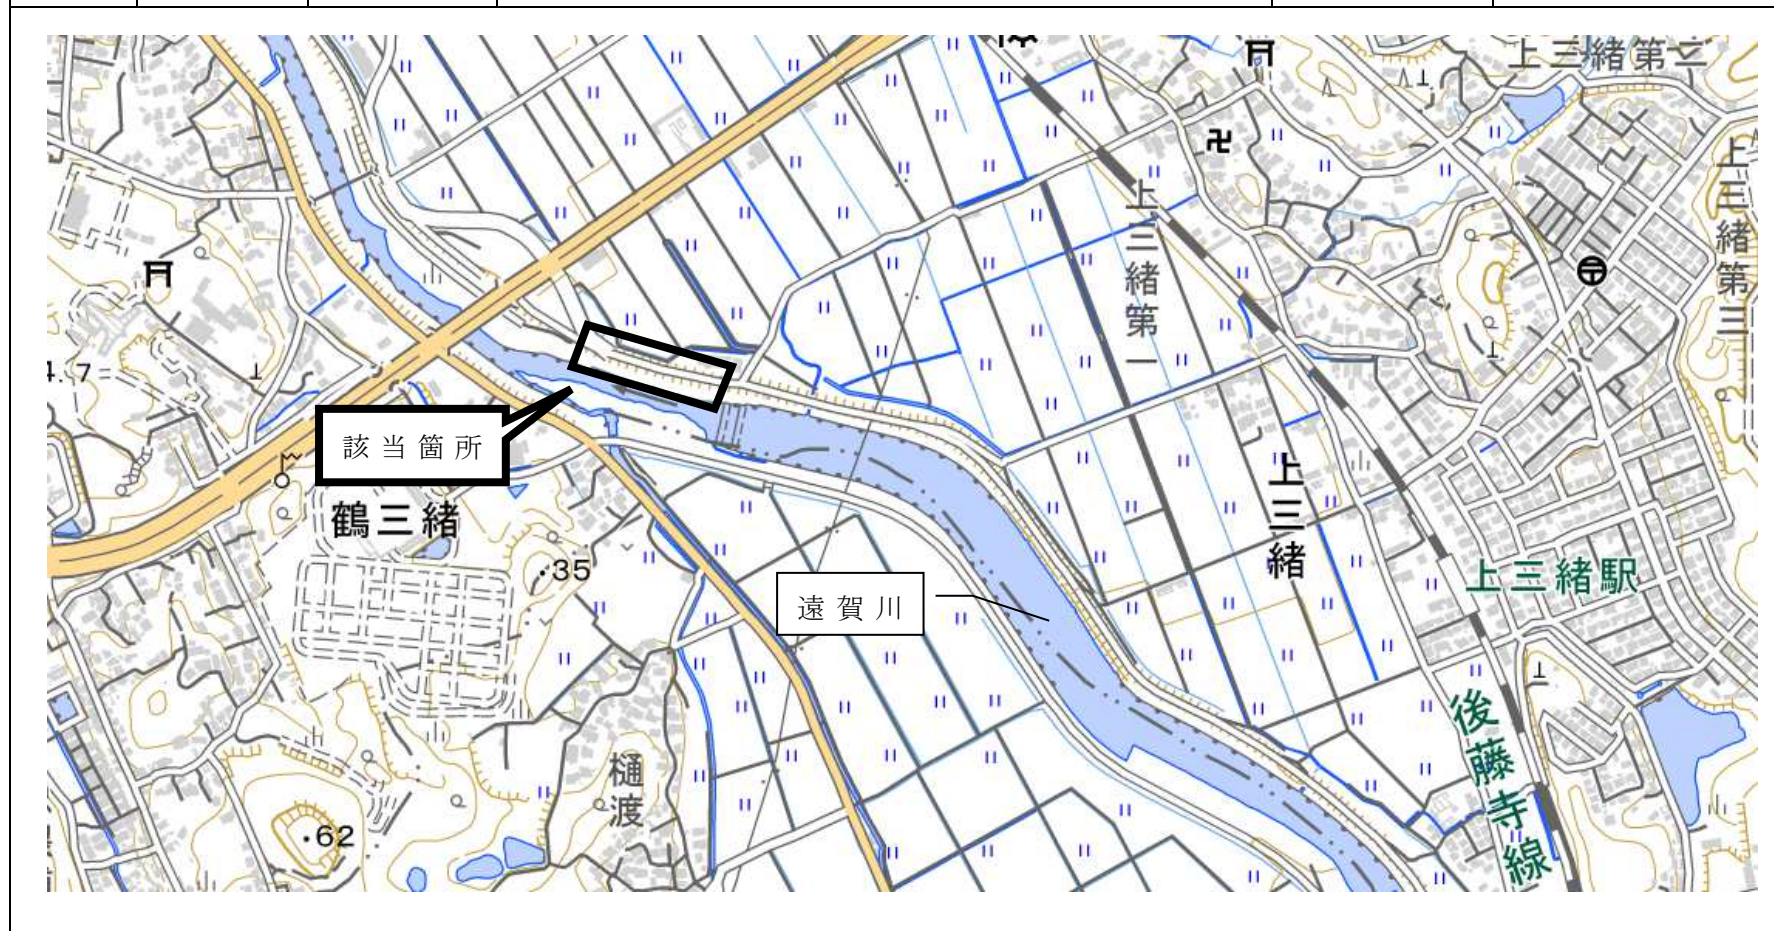 上三緒第二
上三緒第三
上三緒第一
4.7
該当箇所
鶴三緒
上三緒
・35
上三緒駅
遠賀川
後藤寺線
樋渡
・62